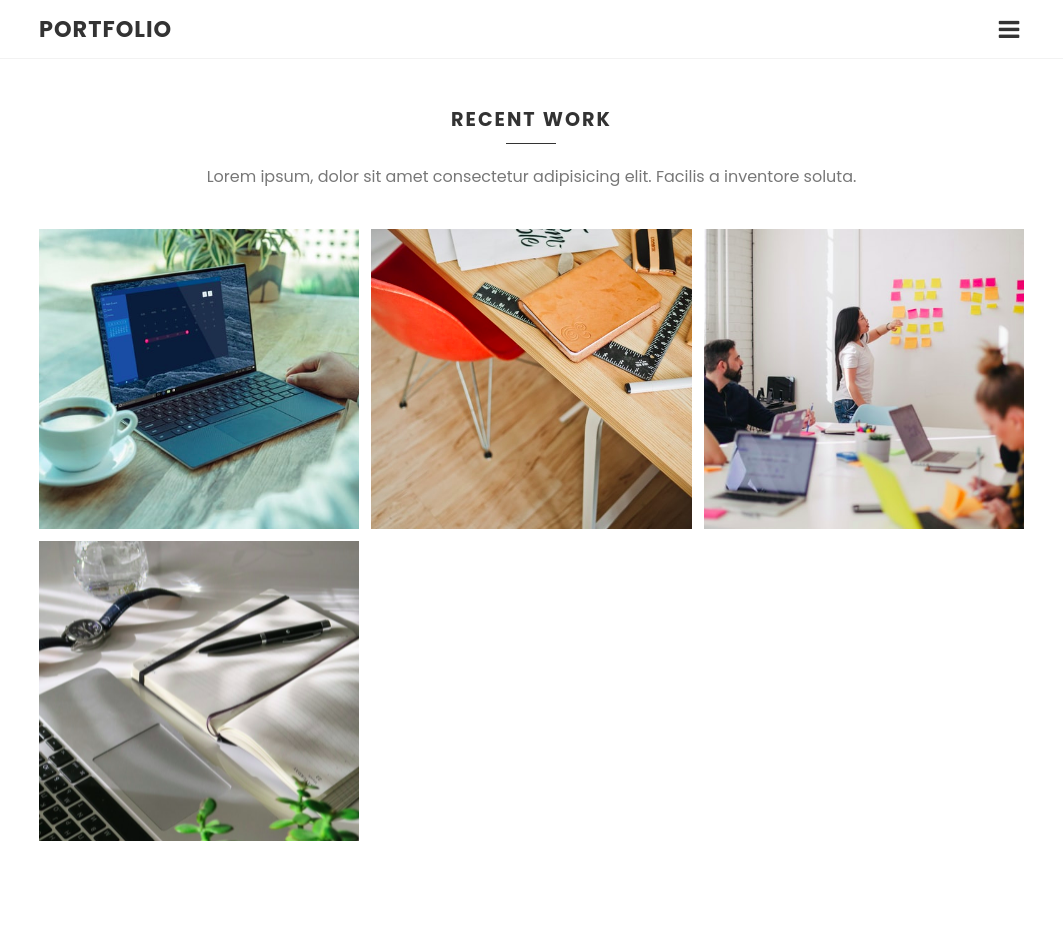 PORTFOLIO
RECENT WORK
Lorem ipsum, dolor sit amet consectetur adipisicing elit. Facilis a inventore soluta.